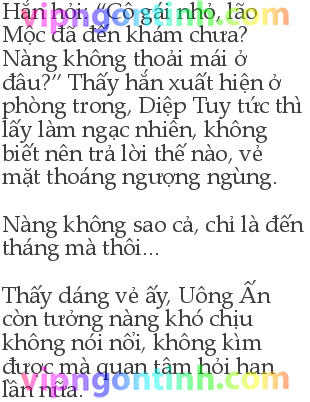 Hắn hỏi: “Cô gái nhỏ, lão
Mộc đã đến khám chưa?
Nàng không thoải mái ở
đâu?” Thấy hắn xuất hiện ở
phòng trong, Diệp Tuy tức thì
lấy làm ngạc nhiên, không
biết nên trả lời thế nào, vẻ
mặt thoáng ngượng ngùng.
Nàng không sao cả, chỉ là đến
tháng mà thôi...
Thấy dáng vẻ ấy, Uông Ấn
còn tưởng nàng khó chịu
không nói nổi, không kìm
được mà quan tâm hỏi han
lần nữa.
vipngontinh.com
vipngontinh.com